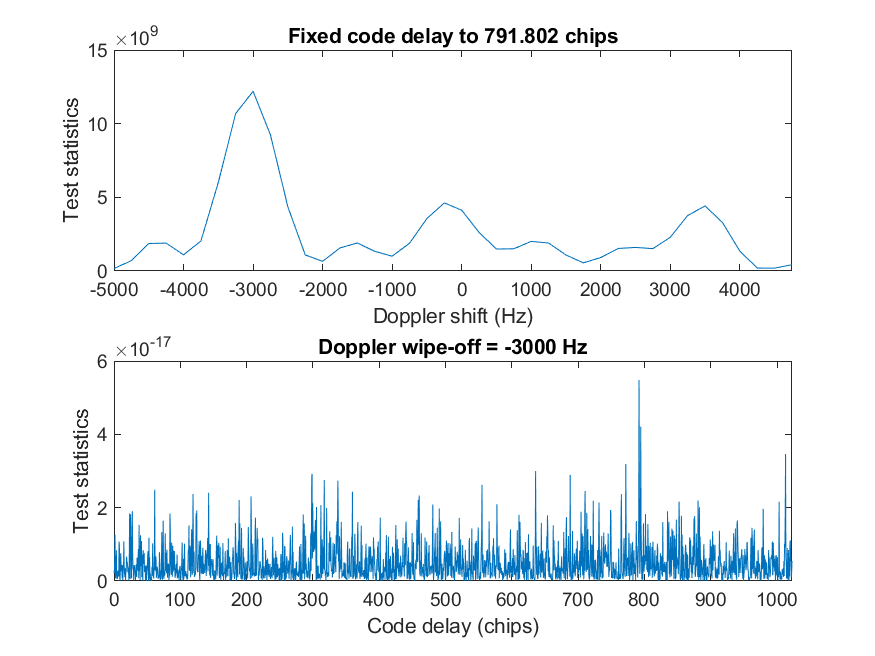 ×10⁹
Fixed code delay to 791.802 chips
15
10
5
0
Test statistics
-5000 -4000 -3000 -2000 -1000 0 1000 2000 3000 4000
Doppler shift (Hz)
×10⁻¹⁷
Doppler wipe-off = -3000 Hz
6
4
2
0
Test statistics
0 100 200 300 400 500 600 700 800 900 1000
Code delay (chips)